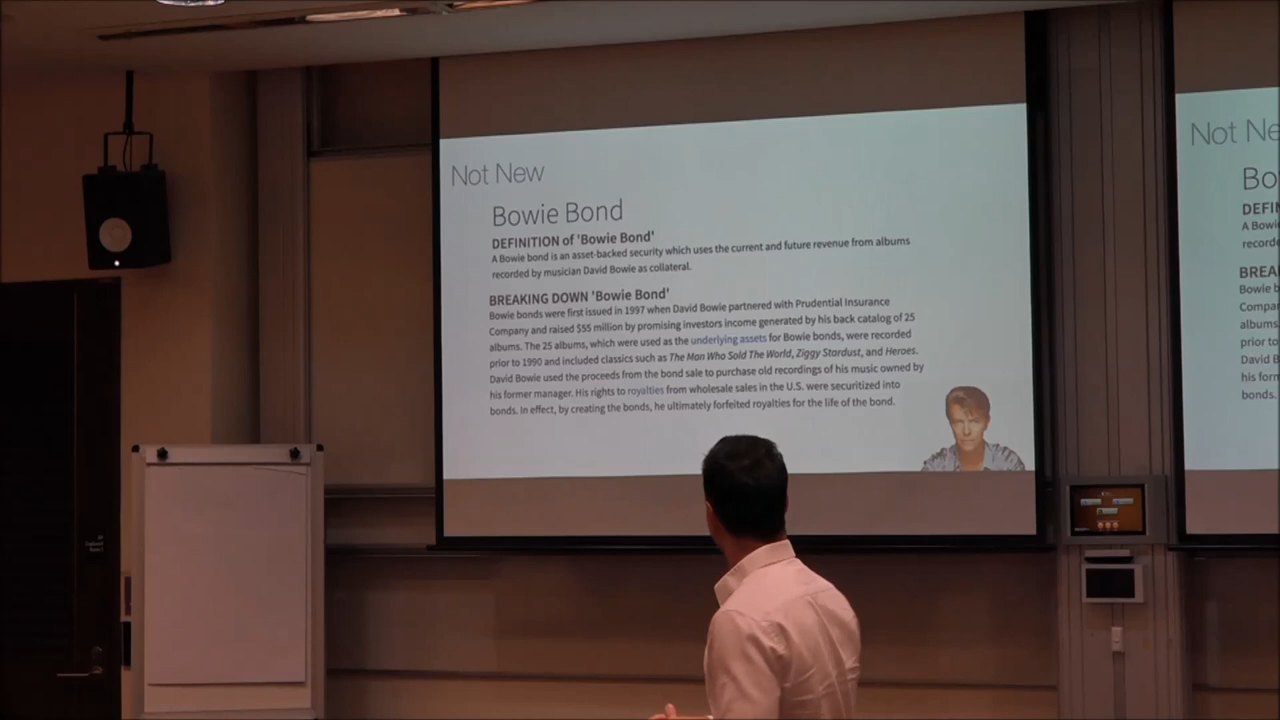 Not New
Bowie Bond
DEFINITION of 'Bowie Bond'
A Bowie bond is an asset-backed security which uses the current and future revenue from albums
recorded by musician David Bowie as collateral.
BREAKING DOWN 'Bowie Bond'
Bowie bonds were first issued in 1997 when David Bowie partnered with Prudential Insurance
Company and raised $55 million by promising investors income generated by his back catalog of 25
albums. The 25 albums, which were used as the underlying assets for Bowie bonds, were recorded
prior to 1990 and included classics such as The Man Who Sold The World, Ziggy Stardust, and Heroes.
David Bowie used the proceeds from the bond sale to purchase old recordings of his music owned by
his former manager. His rights to royalties from wholesale sales in the U.S. were securitized into
bonds. In effect, by creating the bonds, he ultimately forfeited royalties for the life of the bond.
Not Ne
Bo
DEFIN
A Bowi
recorde
BREA
Bowie b
Compa
albums
prior to
David B
his forn
bonds.